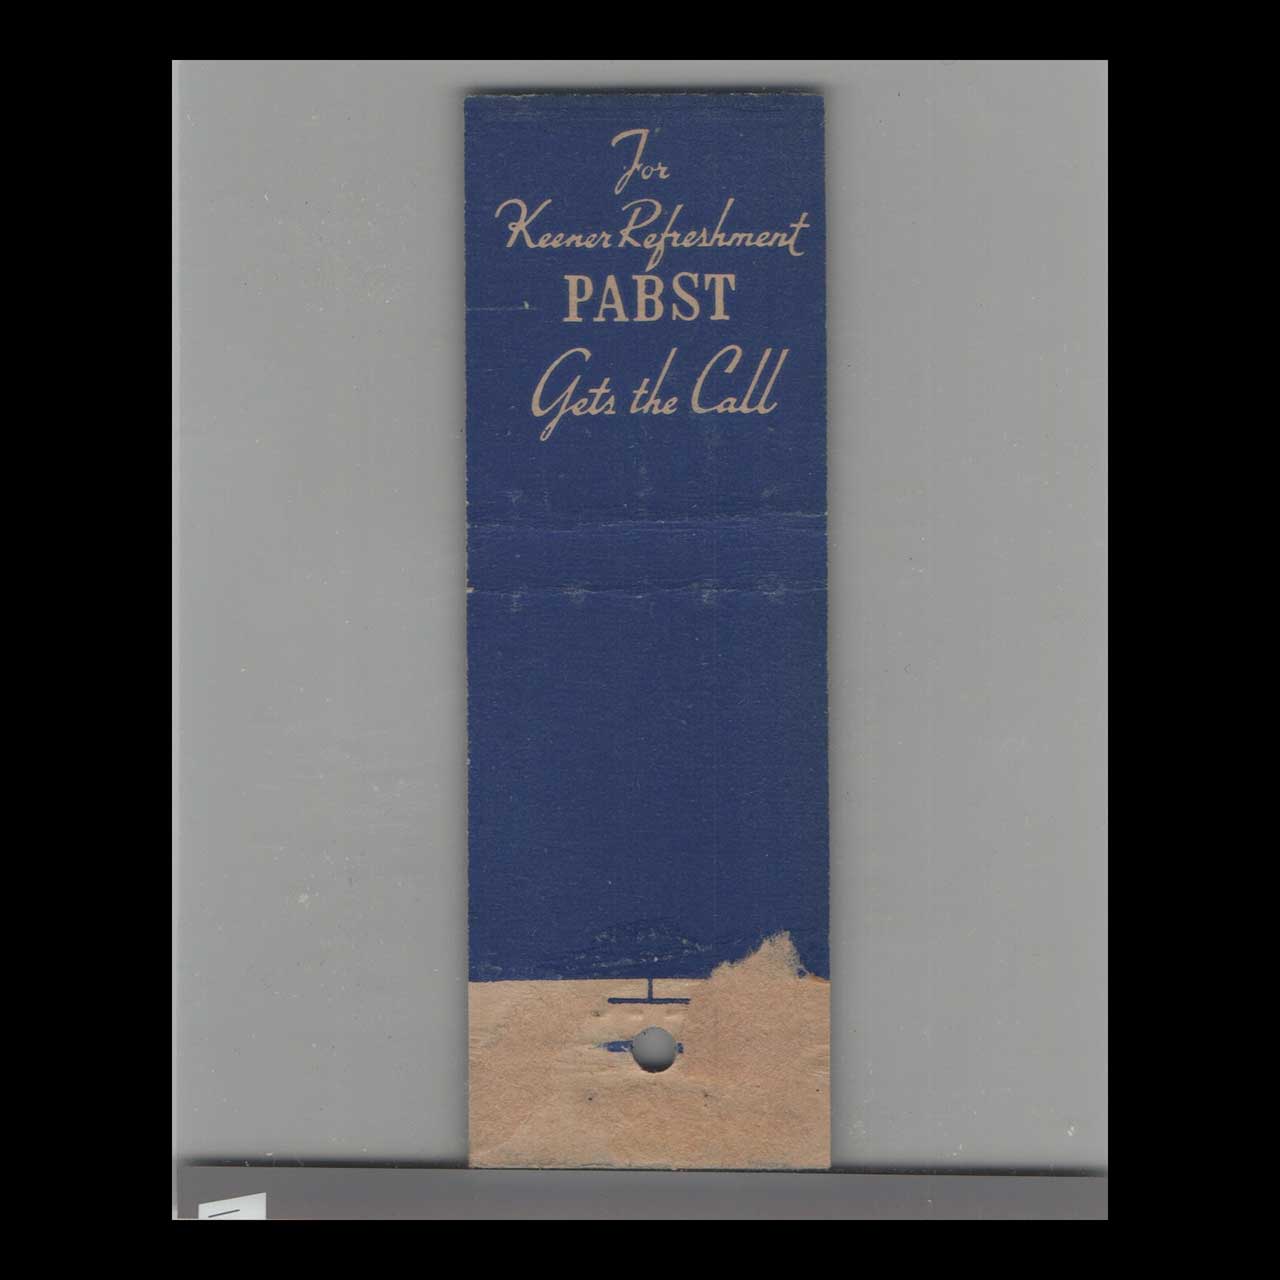 For
Keener Refreshment
PABST
Gets the Call